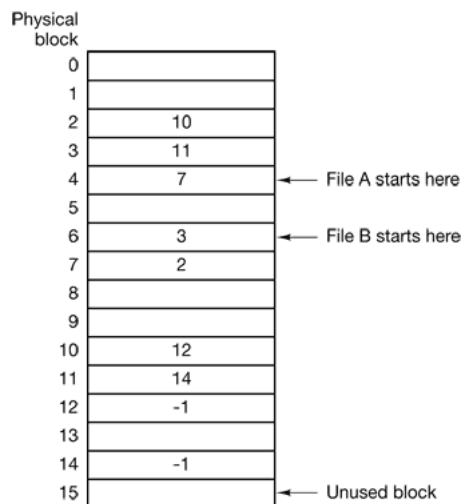 Physical
block
0
1
2 10
3 11
4 7 File A starts here
5
6 3 File B starts here
7 2
8
9
10 12
11 14
12 -1
13
14 -1
15 Unused block